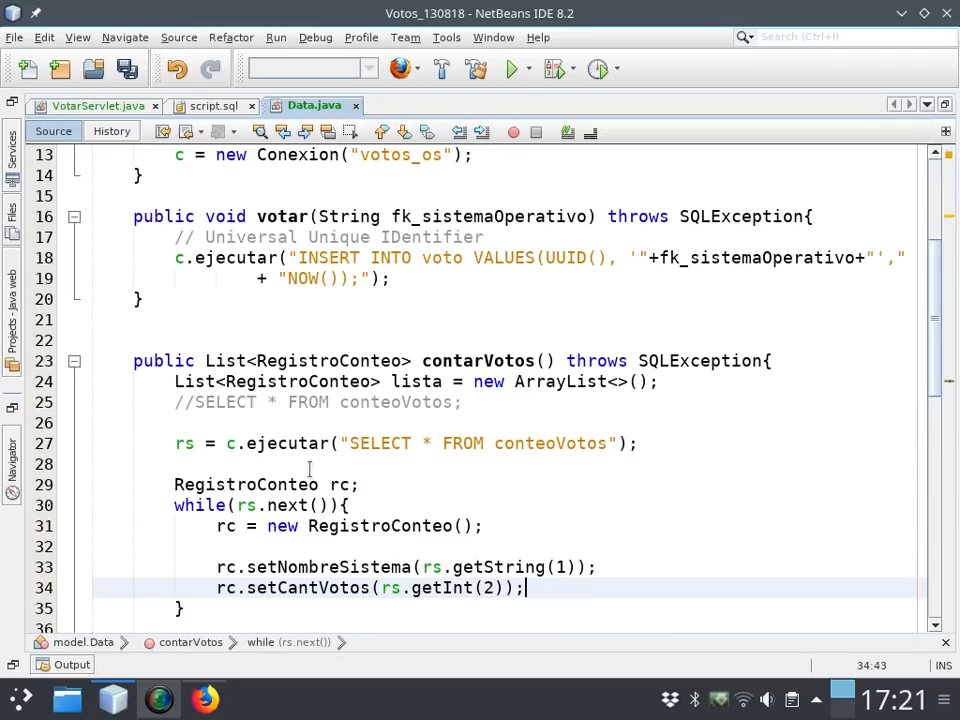 Votos_130818 - NetBeans IDE 8.2
File Edit View Navigate Source Refactor Run Debug Profile Team Tools Window Help
Search (Ctrl+I)
VotarServlet.java
script.sql
Data.java
Source
History
13 c = new Conexion("votos_os");
14 }
15
16 public void votar(String fk_sistemaOperativo) throws SQLException{
17 // Universal Unique IDentifier
18 c.ejecutar("INSERT INTO voto VALUES(UUID(), '"+fk_sistemaOperativo+"',"
19 + "NOW());");
20 }
21
22
23 public List<RegistroConteo> contarVotos() throws SQLException{
24 List<RegistroConteo> lista = new ArrayList<>();
25 //SELECT * FROM conteoVotos;
26
27 rs = c.ejecutar("SELECT * FROM conteoVotos");
28
29 RegistroConteo rc;
30 while(rs.next()){
31 rc = new RegistroConteo();
32
33 rc.setNombreSistema(rs.getString(1));
34 rc.setCantVotos(rs.getInt(2));
35 }
36
Services
Files
Projects - Java web
Navigator
model.Data
contarVotos
while (rs.next())
Output
34:43
INS
17:21